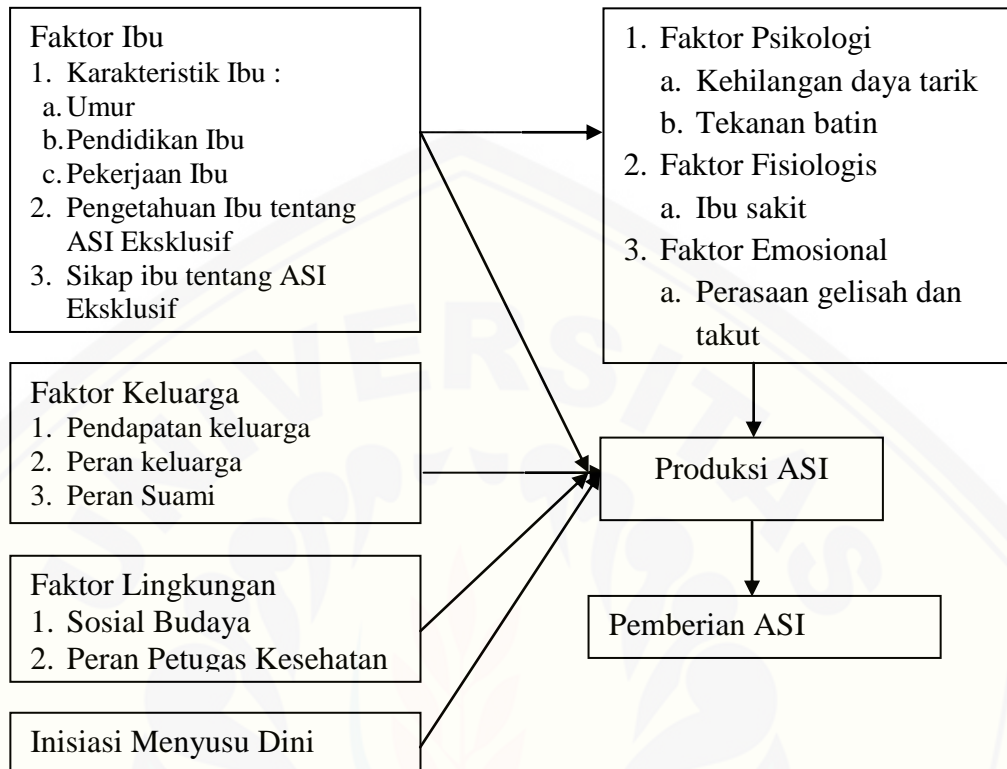 Faktor Ibu
1. Karakteristik Ibu :
a. Umur
b. Pendidikan Ibu
c. Pekerjaan Ibu
2. Pengetahuan Ibu tentang
ASI Eksklusif
3. Sikap ibu tentang ASI
Eksklusif
1. Faktor Psikologi
a. Kehilangan daya tarik
b. Tekanan batin
2. Faktor Fisiologis
a. Ibu sakit
3. Faktor Emosional
a. Perasaan gelisah dan
takut
Faktor Keluarga
1. Pendapatan keluarga
2. Peran keluarga
3. Peran Suami
Produksi ASI
Faktor Lingkungan
1. Sosial Budaya
2. Peran Petugas Kesehatan
Pemberian ASI
Inisiasi Menyusu Dini
UNIVERSITAS